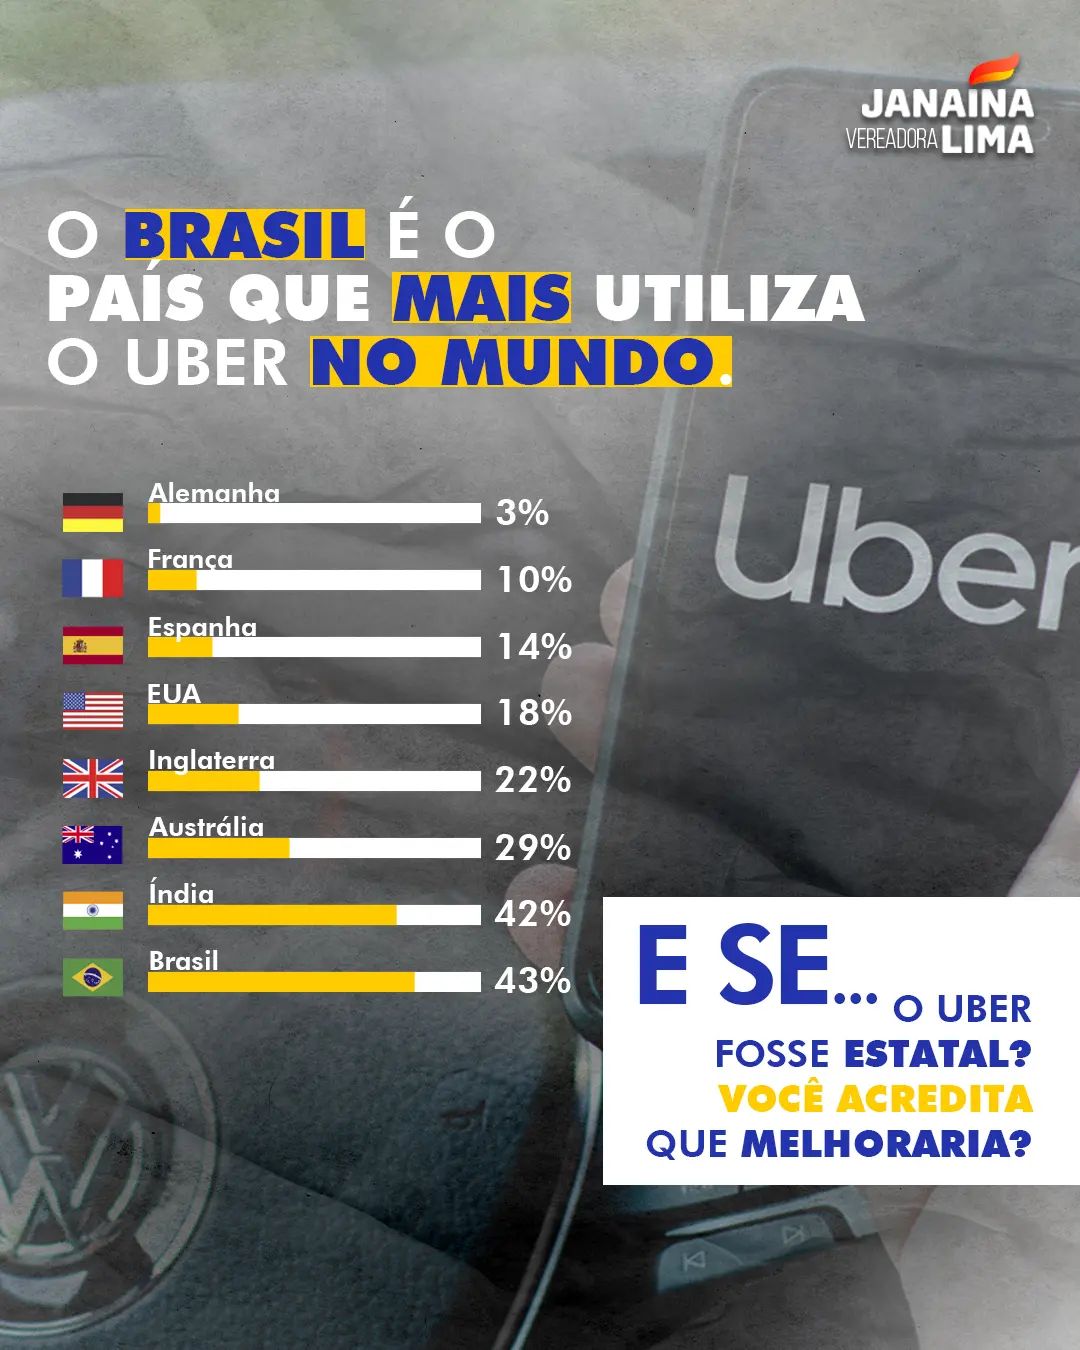 JANAÍNA
VEREADORA LIMA
O BRASIL É O
PAÍS QUE MAIS UTILIZA
O UBER NO MUNDO.
Alemanha
3%
França
10%
Espanha
14%
EUA
18%
Inglaterra
22%
Austrália
29%
Índia
42%
Brasil
43%
Uber
E SE... O UBER
FOSSE ESTATAL?
VOCÊ ACREDITA
QUE MELHORARIA?